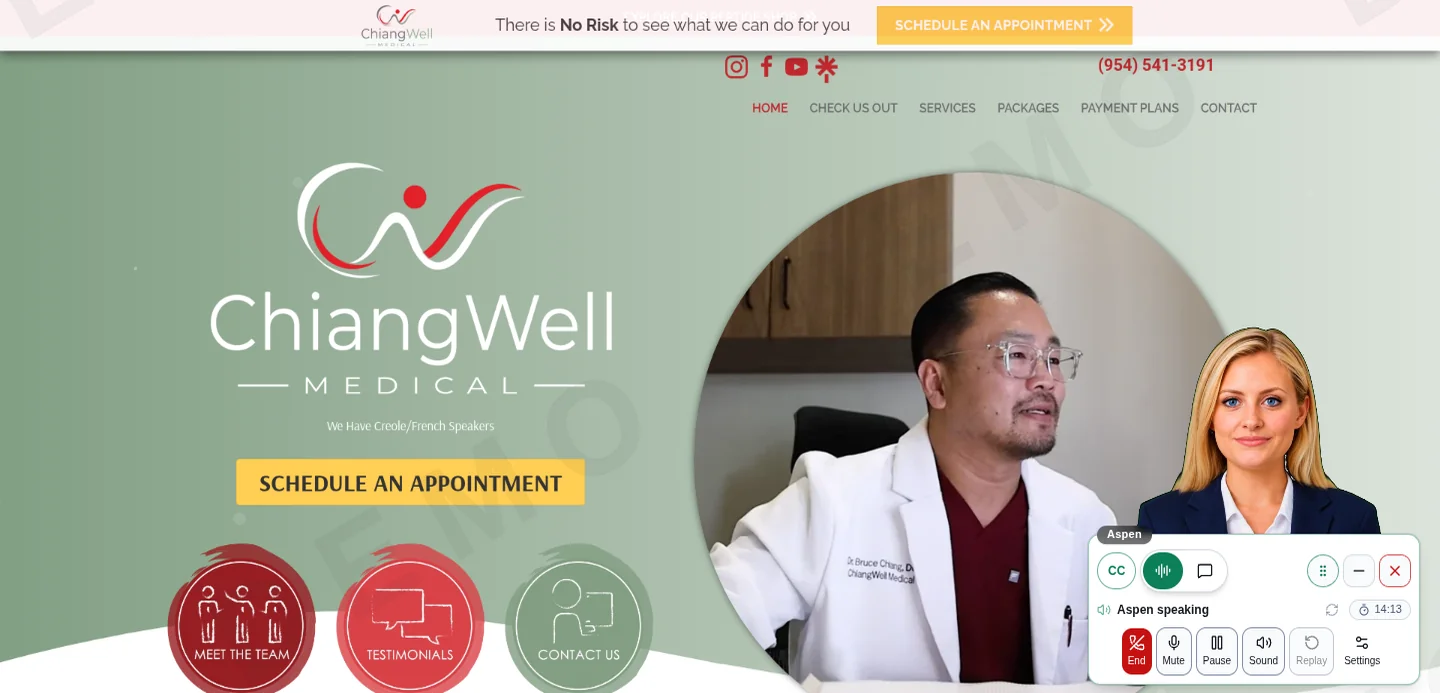 ChiangWell
MEDICAL
There is No Risk to see what we can do for you
SCHEDULE AN APPOINTMENT
(954) 541-3191
HOME CHECK US OUT SERVICES PACKAGES PAYMENT PLANS CONTACT
ChiangWell
MEDICAL
We Have Creole/French Speakers
SCHEDULE AN APPOINTMENT
MEET THE TEAM
TESTIMONIALS
CONTACT US
Dr. Bruce Chiang,
ChiangWell Medical
Aspen
CC
Aspen speaking
14:13
End Mute Pause Sound Replay Settings
DEMO
EMO